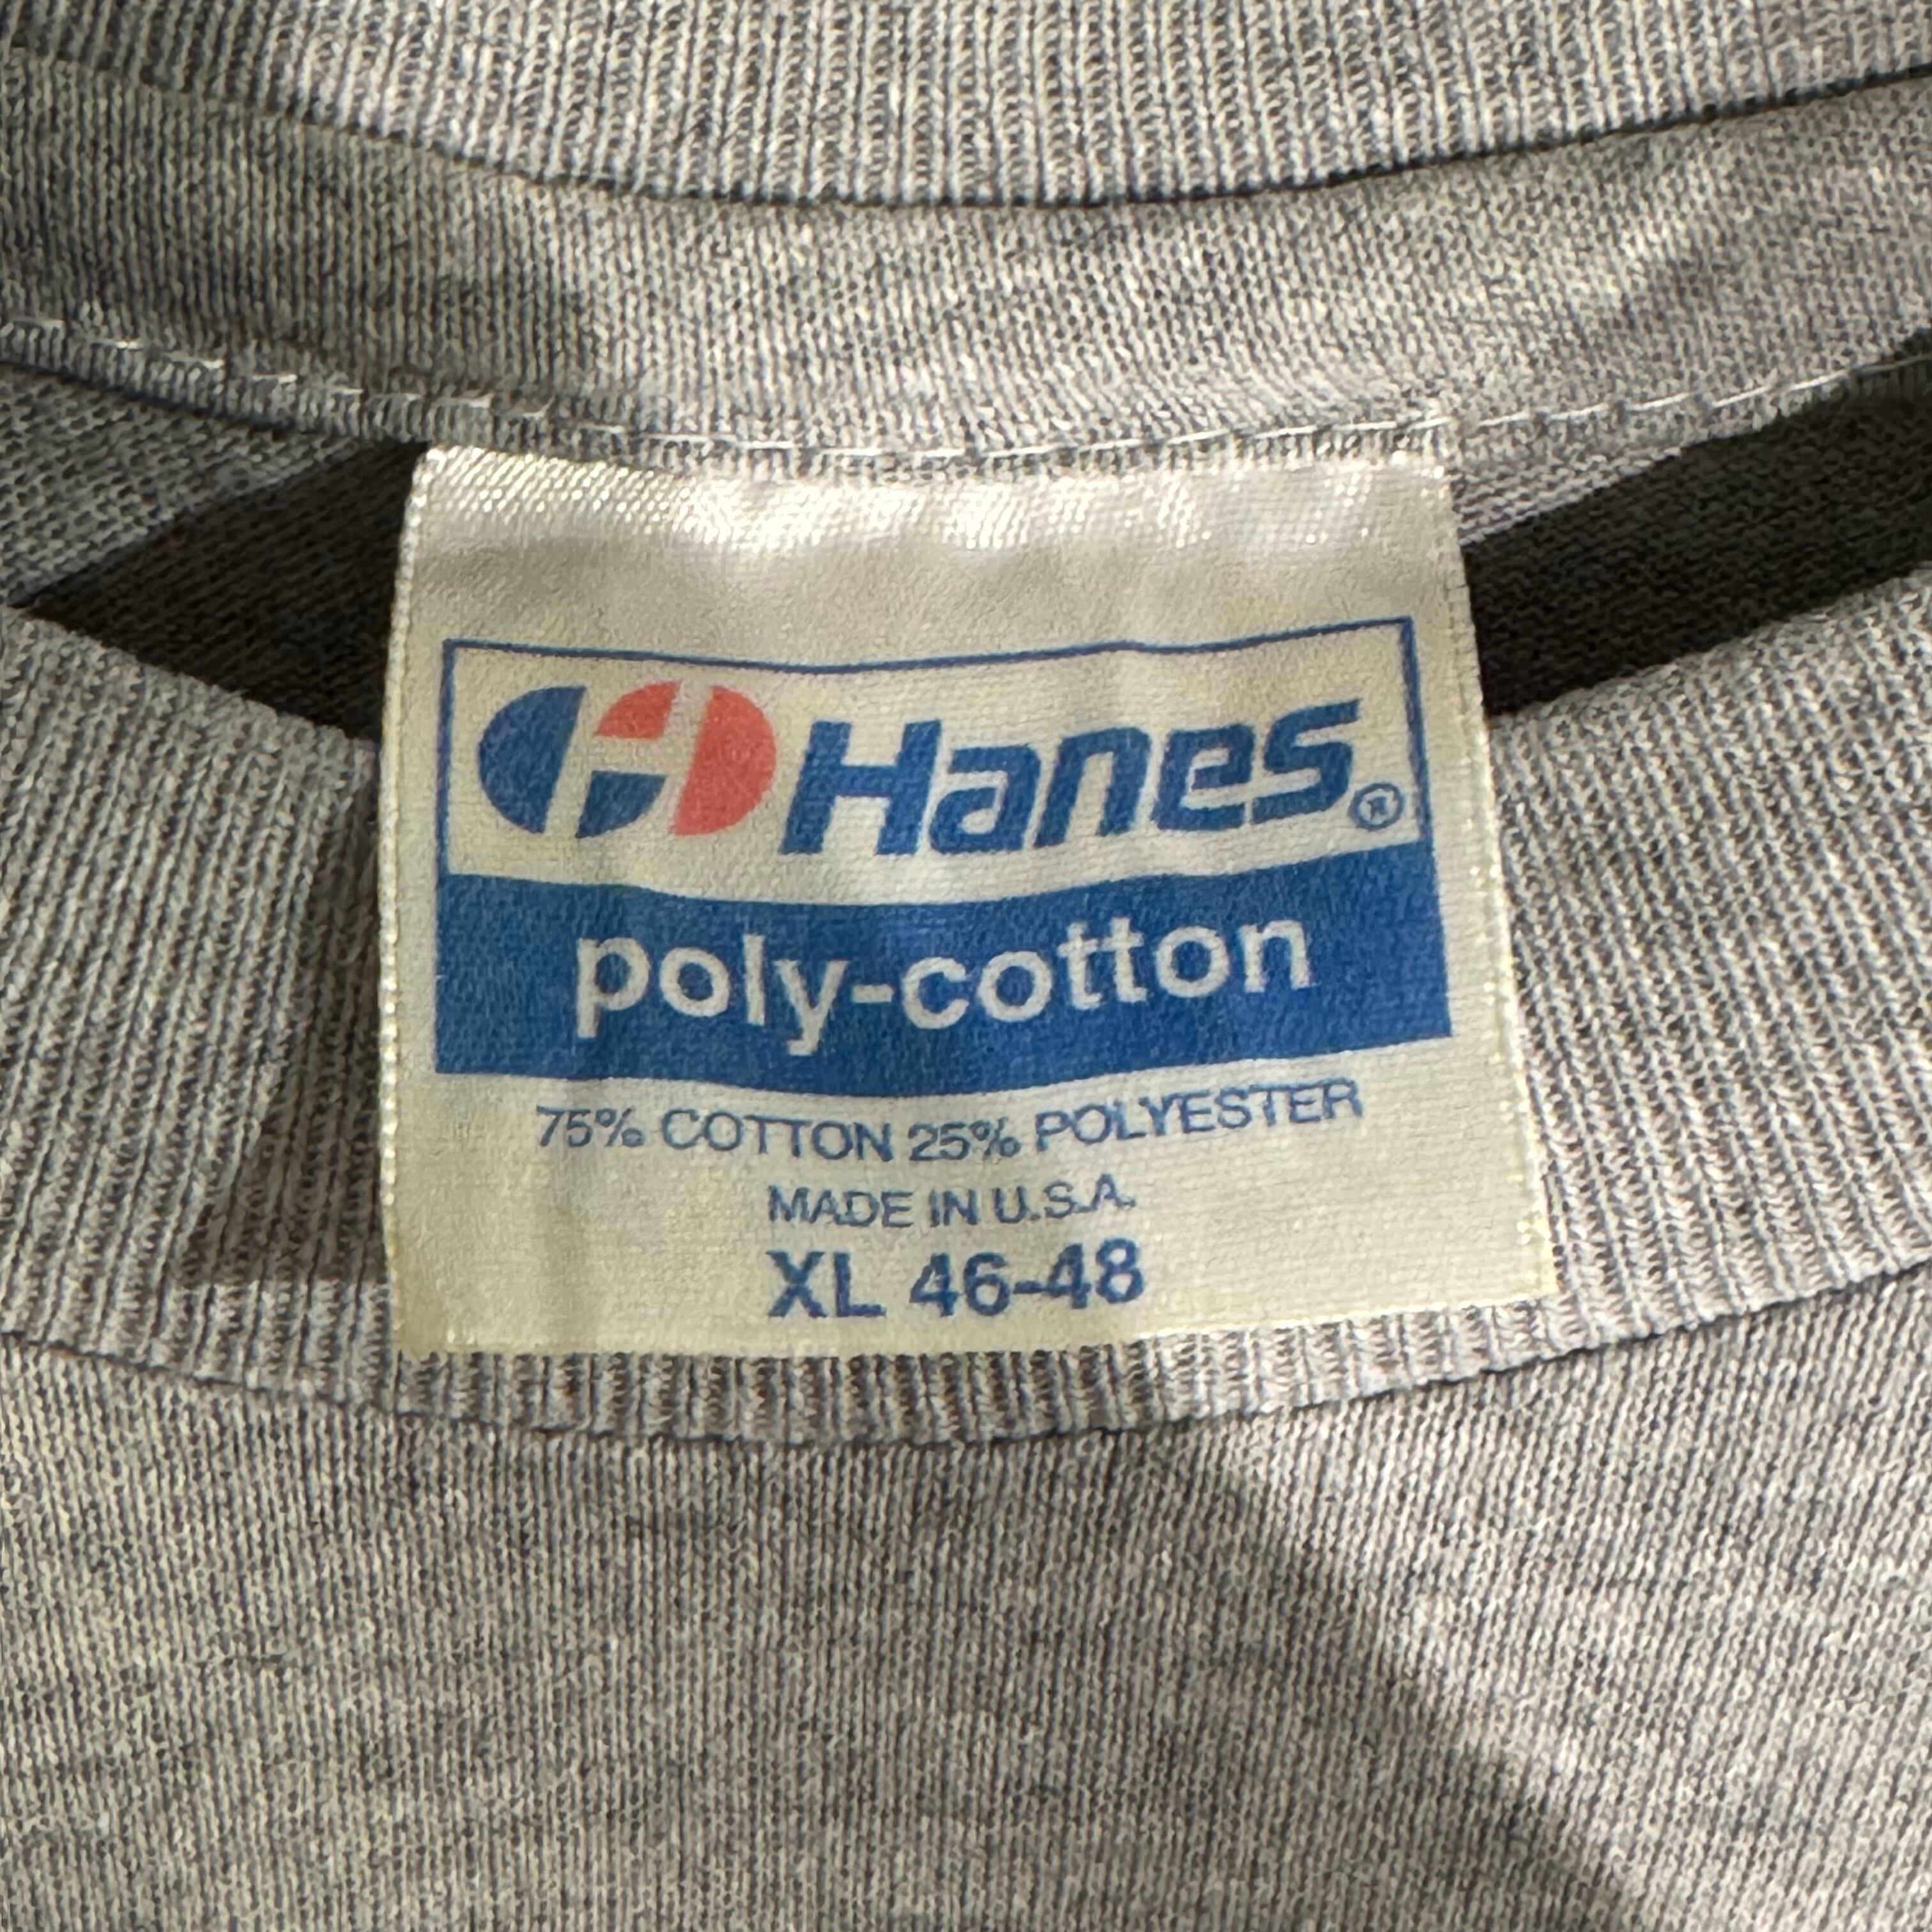 Hanes®
poly-cotton
75% COTTON 25% POLYESTER
MADE IN U.S.A.
XL 46-48